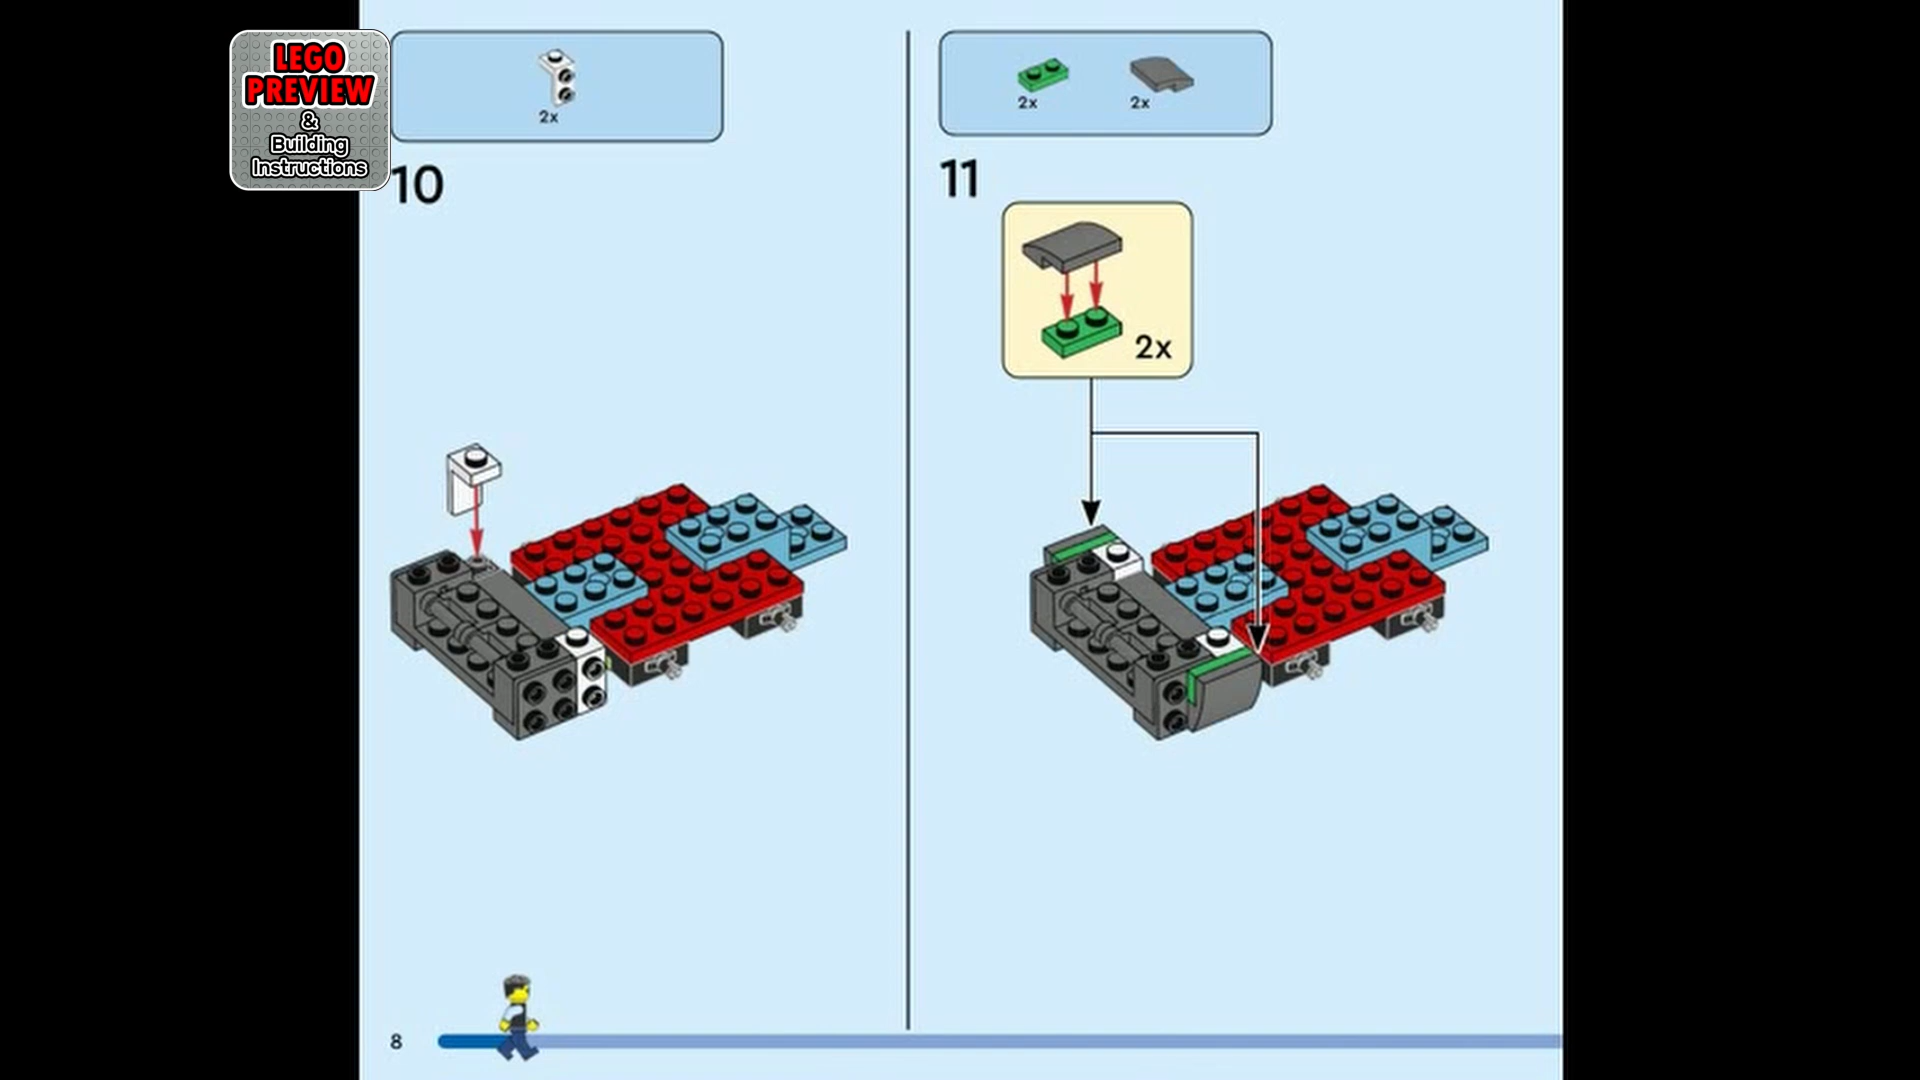 LEGO
PREVIEW
&
Building
Instructions
2x
10
2x 2x
11
2x
8